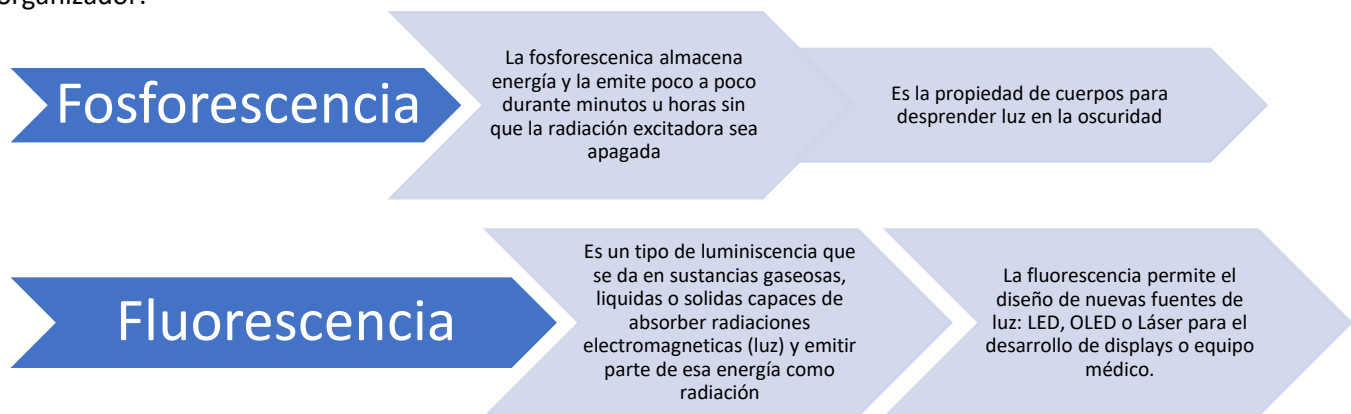 organizador.
Fosforescencia
La fosforescenica almacena
energía y la emite poco a poco
durante minutos u horas sin
que la radiación excitadora sea
apagada
Es la propiedad de cuerpos para
desprender luz en la oscuridad
Fluorescencia
Es un tipo de luminiscencia que
se da en sustancias gaseosas,
liquidas o solidas capaces de
absorber radiaciones
electromagneticas (luz) y emitir
parte de esa energía como
radiación
La fluorescencia permite el
diseño de nuevas fuentes de
luz: LED, OLED o Láser para el
desarrollo de displays o equipo
médico.